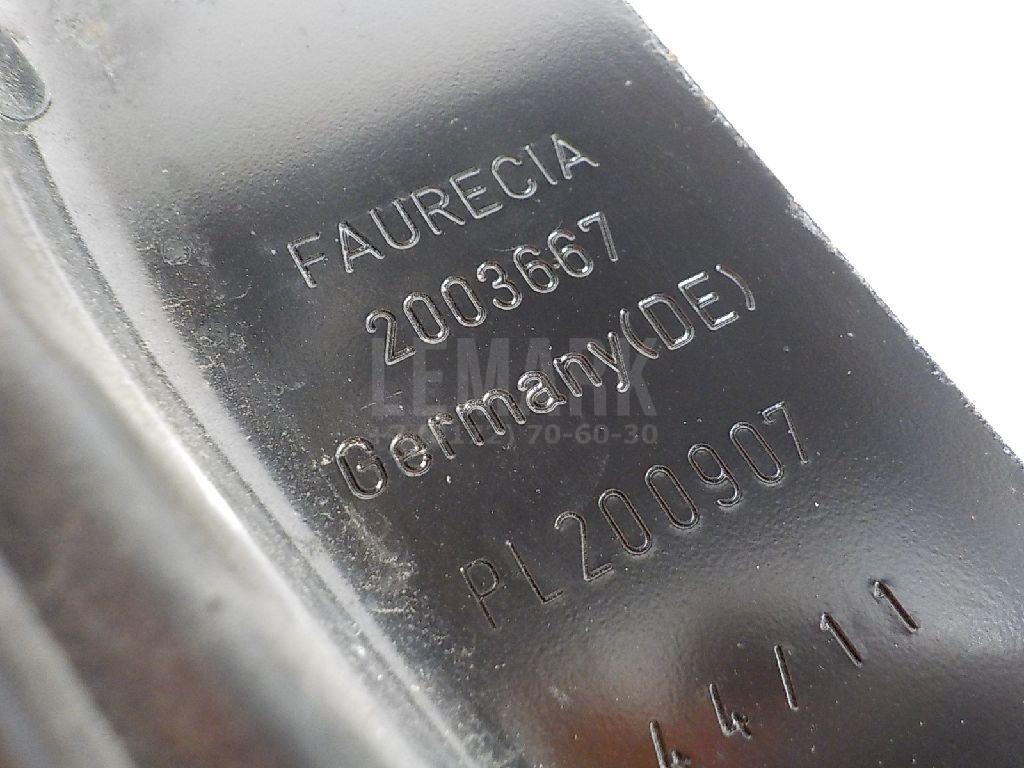 FAURECIA
2003667
Germany(DE)
LEMARK
70-60-30
PL200907
44/11